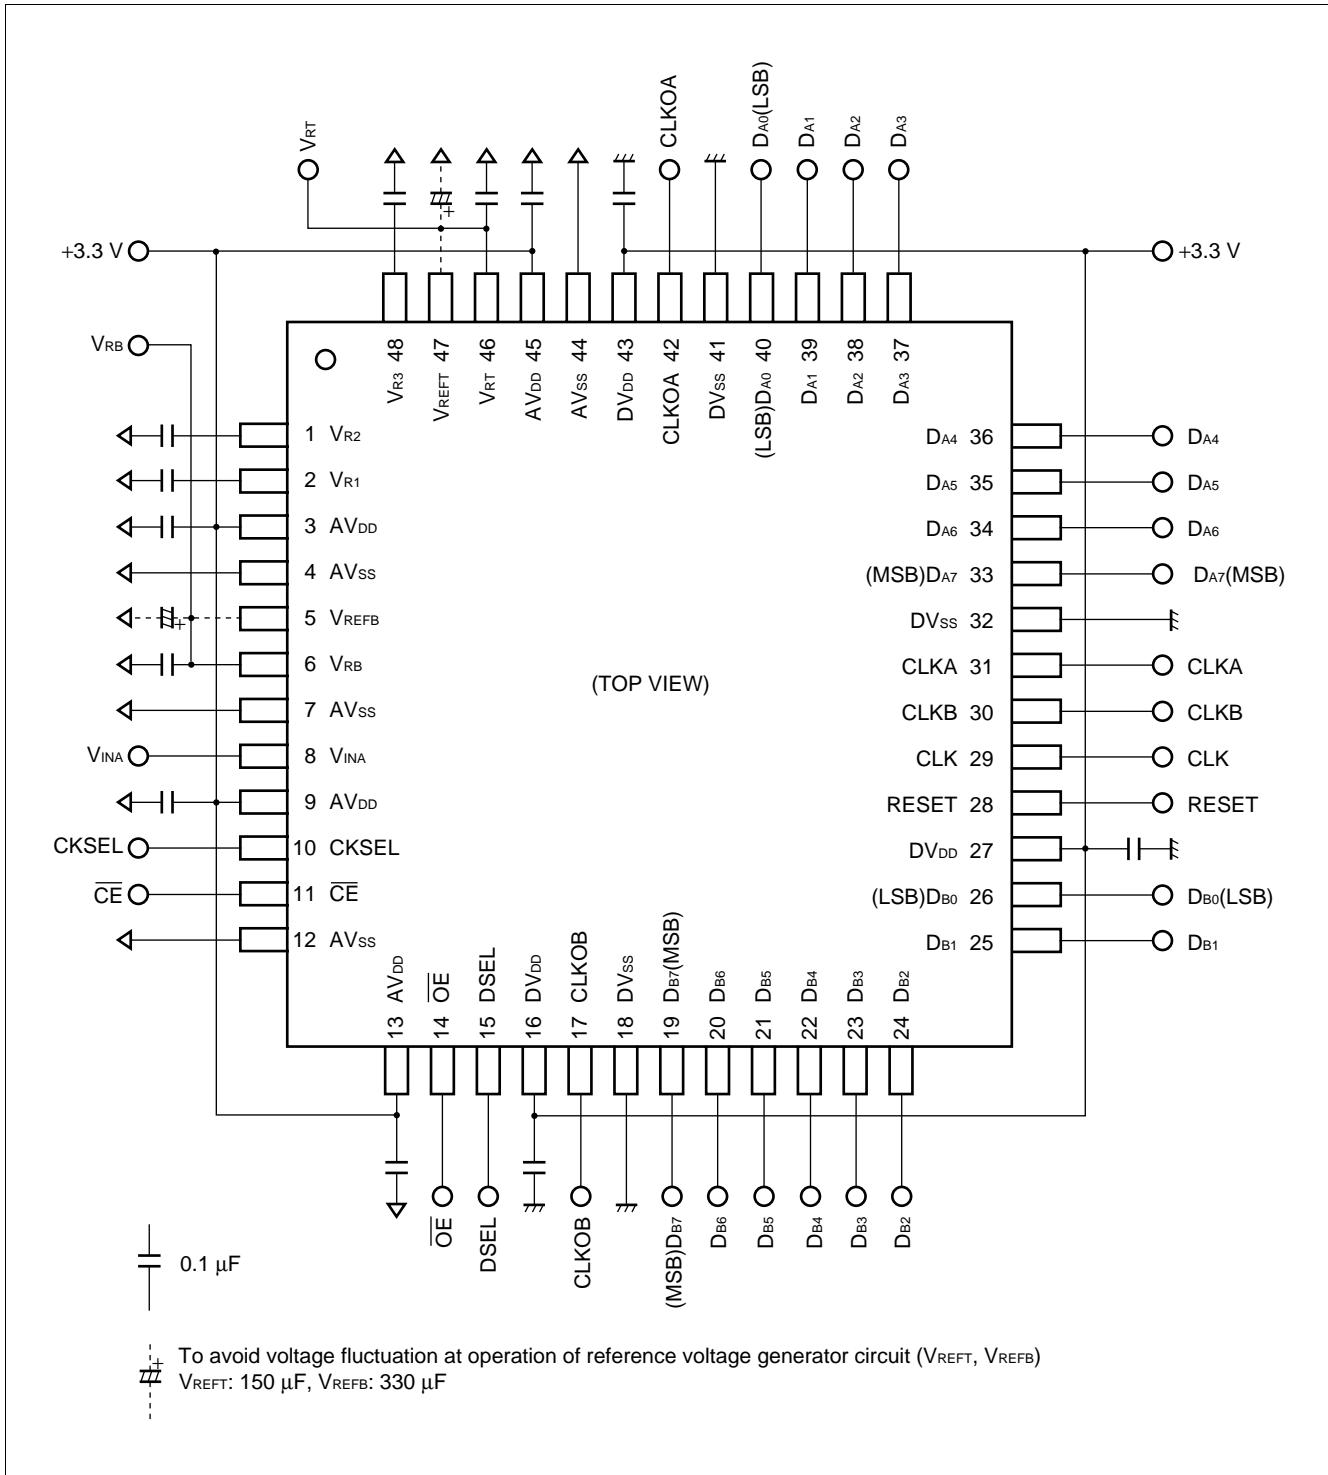 VRT
CLKOA
DA0(LSB)
DA1
DA2
DA3
+
+3.3 V
+3.3 V
VRB
VR3 48
VREFT 47
VRT 46
AVDD 45
AVSS 44
DVDD 43
CLKOA 42
DVSS 41
(LSB)DA0 40
DA1 39
DA2 38
DA3 37
1 VR2
2 VR1
3 AVDD
4 AVSS
+
5 VREFB
6 VRB
7 AVSS
VINA
8 VINA
9 AVDD
CKSEL
10 CKSEL
CE
11 CE
12 AVSS
(TOP VIEW)
DA4 36 DA4
DA5 35 DA5
DA6 34 DA6
(MSB)DA7 33 DA7(MSB)
DVSS 32
CLKA 31 CLKA
CLKB 30 CLKB
CLK 29 CLK
RESET 28 RESET
DVDD 27
(LSB)DB0 26 DB0(LSB)
DB1 25 DB1
13 AVDD
14 OE
15 DSEL
16 DVDD
17 CLKOB
18 DVSS
19 DB7(MSB)
20 DB6
21 DB5
22 DB4
23 DB3
24 DB2
OE
DSEL
CLKOB
(MSB)DB7
DB6
DB5
DB4
DB3
DB2
0.1 μF
+
To avoid voltage fluctuation at operation of reference voltage generator circuit (VREFT, VREFB)
VREFT: 150 μF, VREFB: 330 μF